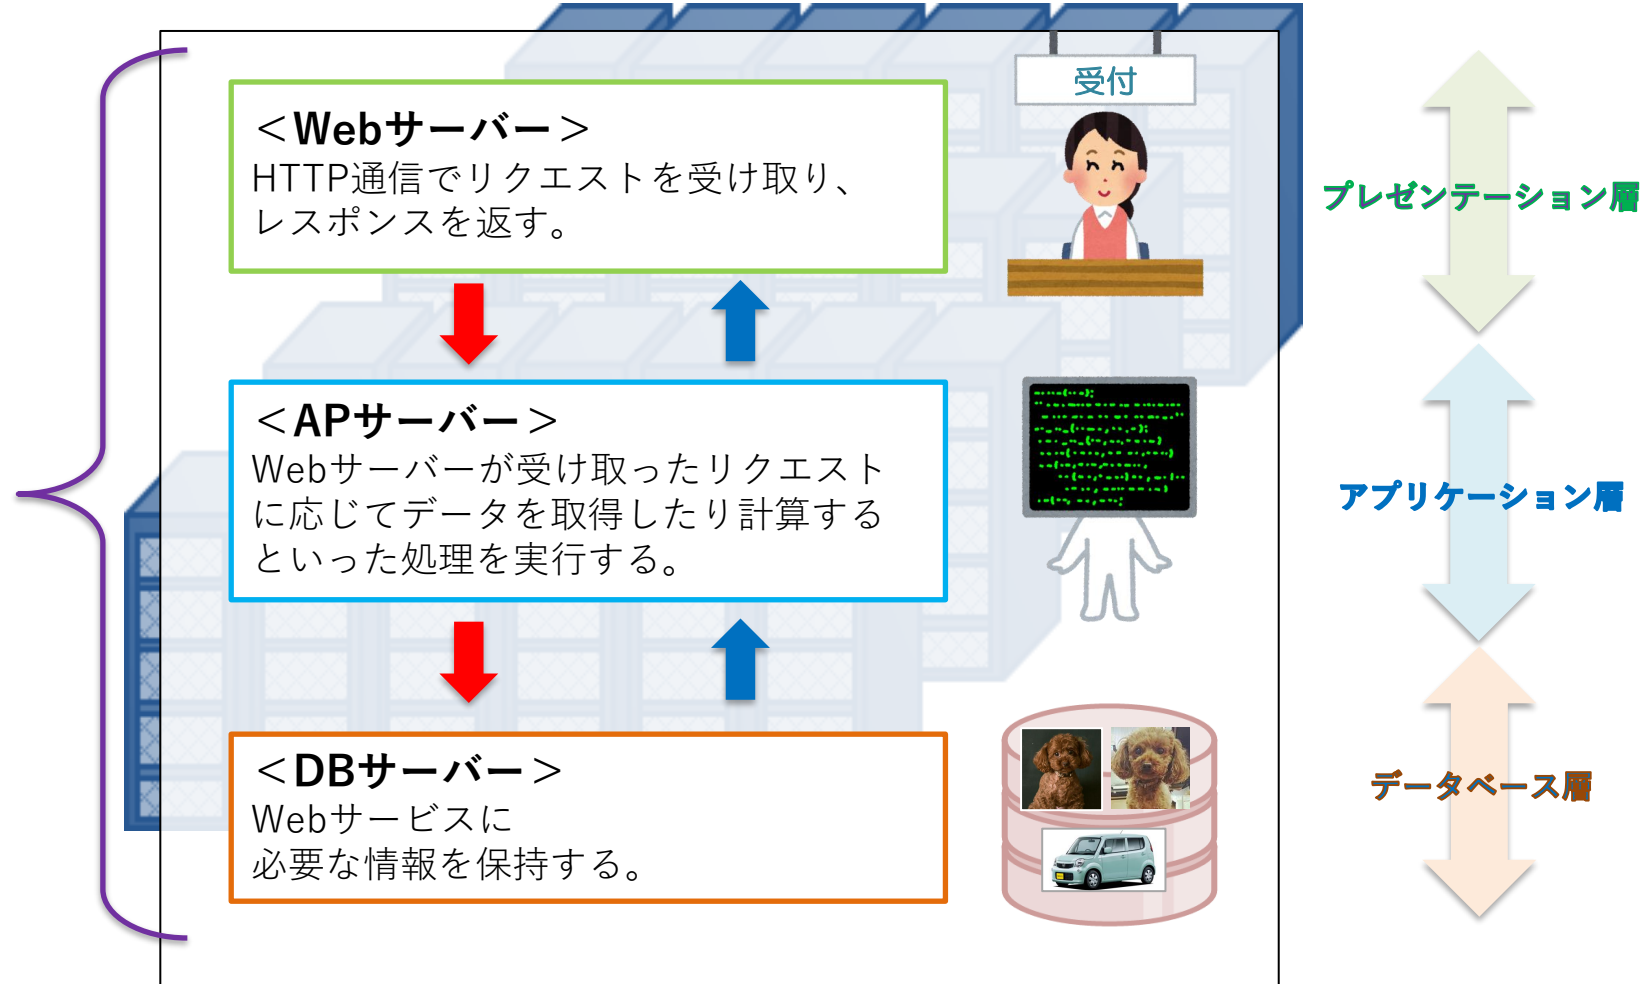 受付
＜Webサーバー＞
HTTP通信でリクエストを受け取り、
レスポンスを返す。
プレゼンテーション層
＜APサーバー＞
Webサーバーが受け取ったリクエスト
に応じてデータを取得したり計算する
といった処理を実行する。
アプリケーション層
＜DBサーバー＞
Webサービスに
必要な情報を保持する。
データベース層